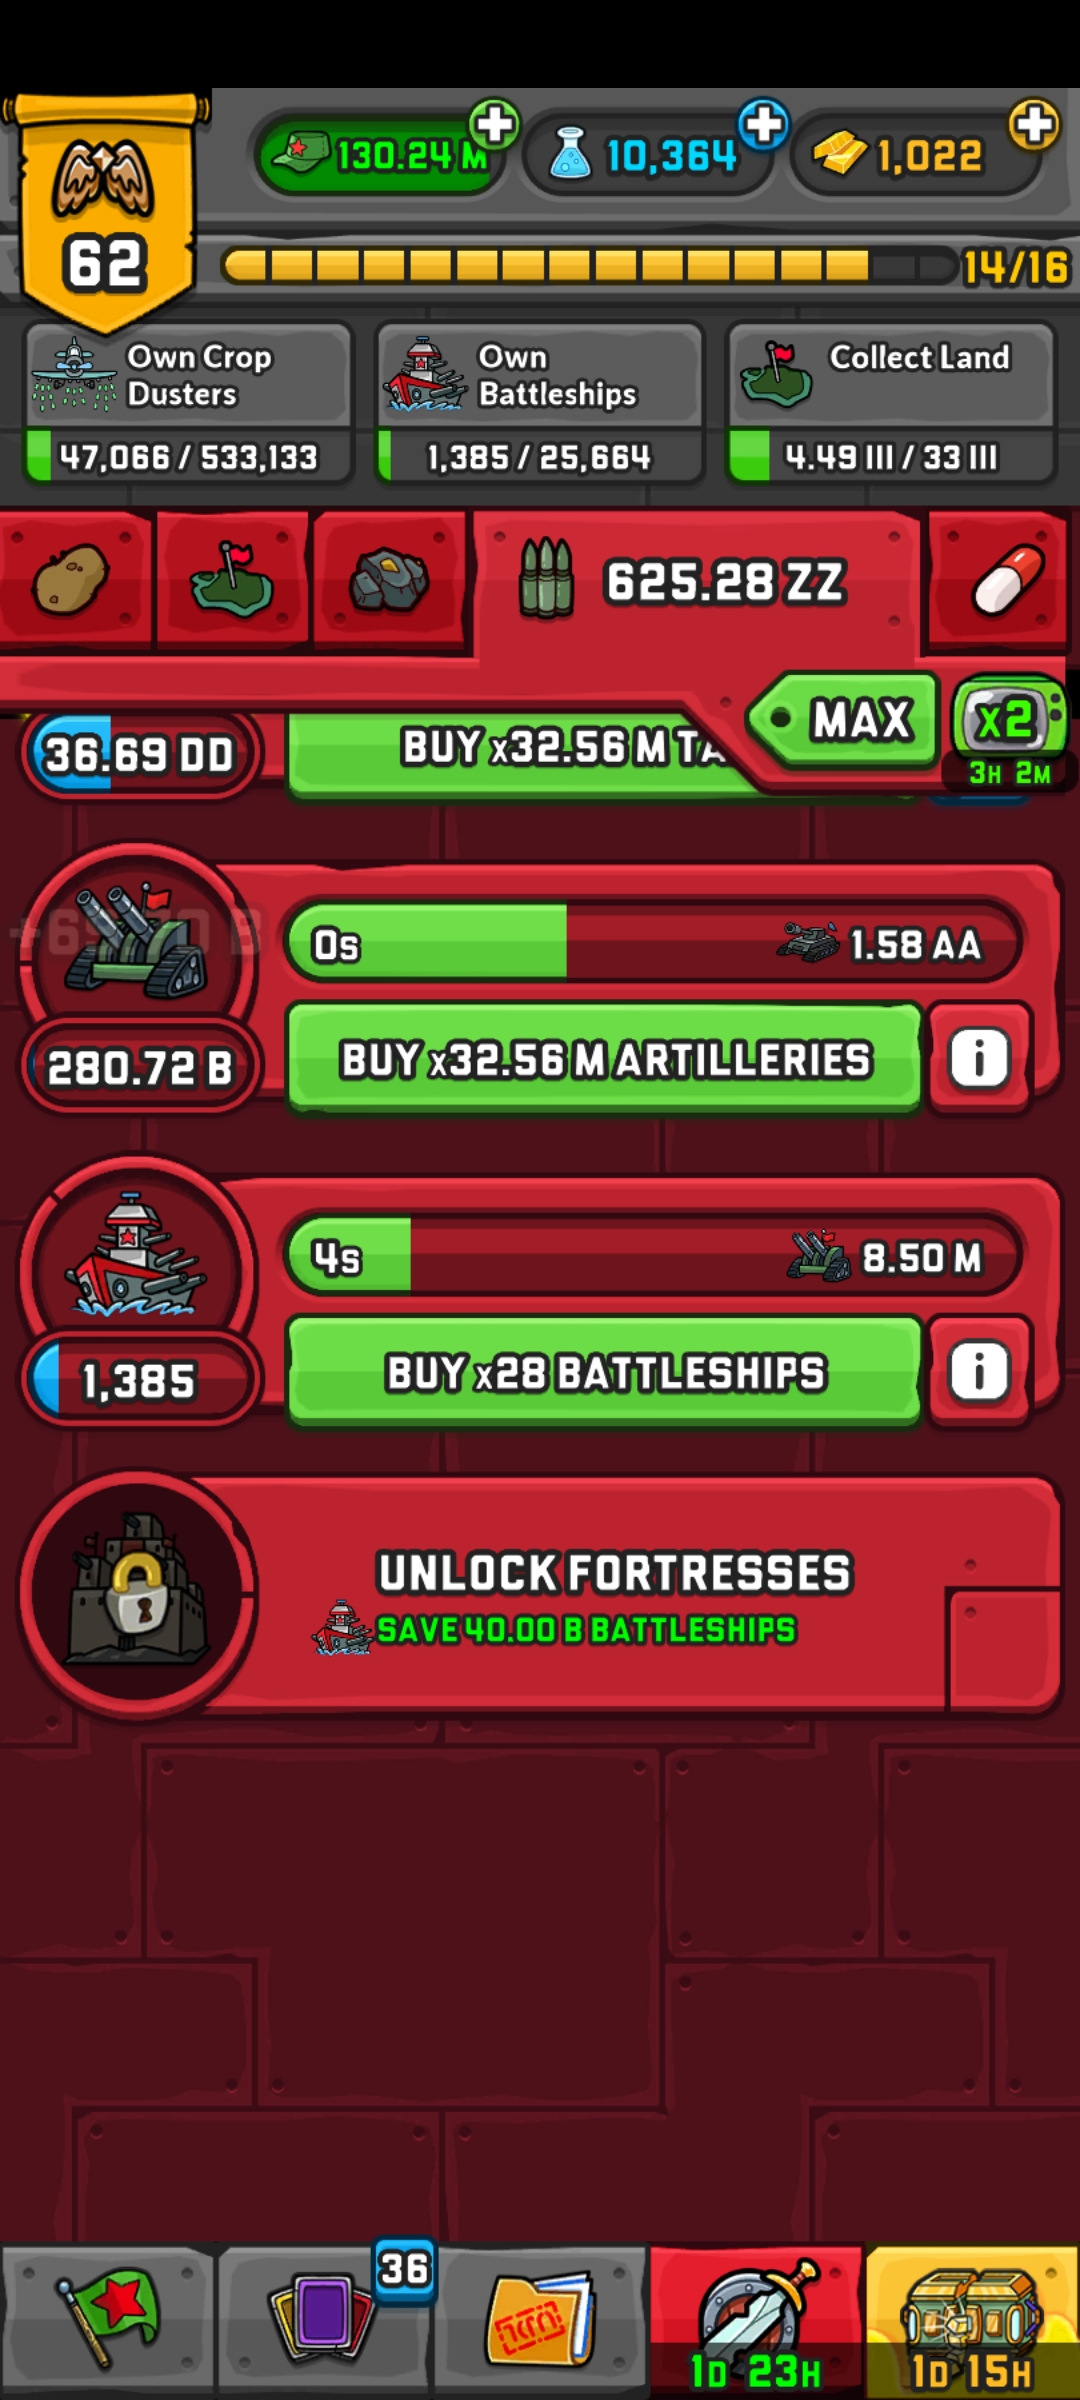 130.24 M
10,364
1,022
62
14/16
Own Crop
Dusters
47,066 / 533,133
Own
Battleships
1,385 / 25,664
Collect Land
4.49 III / 33 III
625.28 ZZ
MAX
x2
3H 2M
36.69 DD
BUY x32.56 M TA
0s
1.58 AA
280.72 B
BUY x32.56 M ARTILLERIES
i
4s
8.50 M
1,385
BUY x28 BATTLESHIPS
i
UNLOCK FORTRESSES
SAVE 40.00 B BATTLESHIPS
36
1D 23H
1D 15H